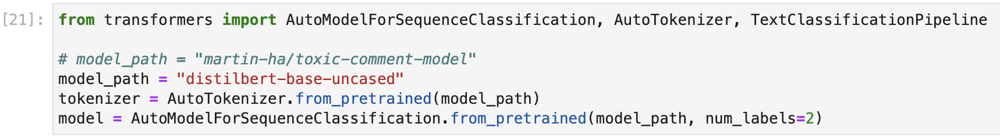 [21]: from transformers import AutoModelForSequenceClassification, AutoTokenizer, TextClassificationPipeline
# model_path = "martin-ha/toxic-comment-model"
model_path = "distilbert-base-uncased"
tokenizer = AutoTokenizer.from_pretrained(model_path)
model = AutoModelForSequenceClassification.from_pretrained(model_path, num_labels=2)